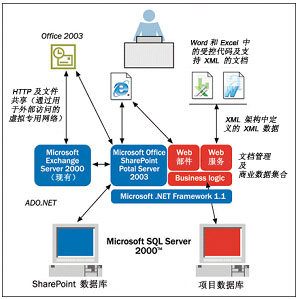 Office 2003
Word 和 Excel 中
的受控代码及支
持 XML 的文档
HTTP 及文件
共享（通过用
于外部访问的
虚拟专用网络）
XML 架构中定
义的 XML 数据
Microsoft
Exchange
Server 2000
（现有）
Microsoft Office
SharePoint
Potal Server
2003
Web
部件
Web
服务
Business logic
文档管理
及
商业数据集合
Microsoft .NET Framework 1.1
ADO.NET
Microsoft SQL Server
2000™
SharePoint 数据库
项目数据库